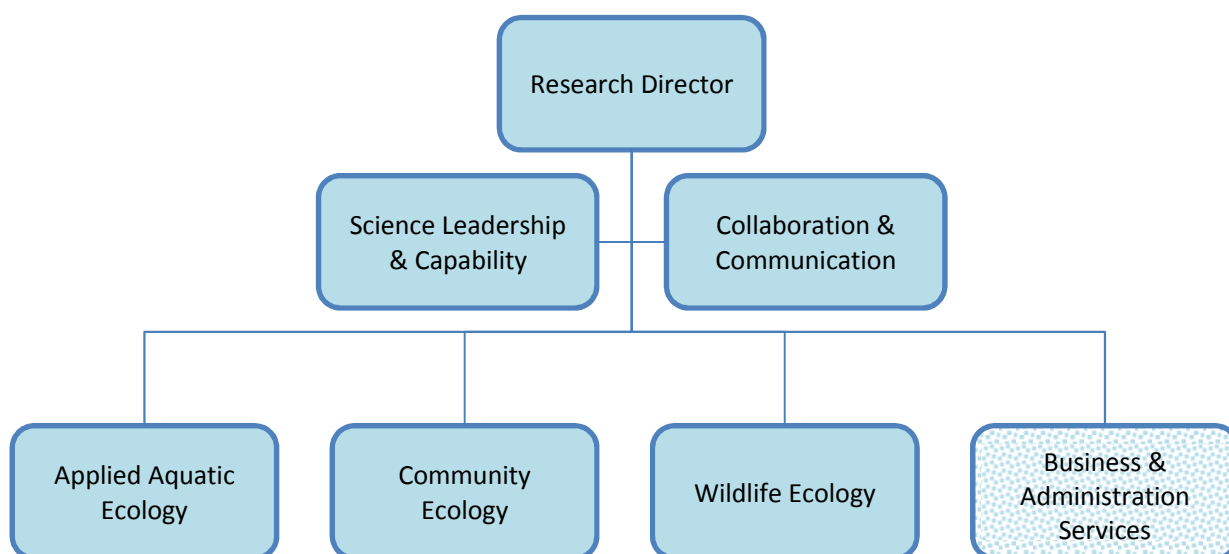 Research Director
Science Leadership
& Capability
Collaboration &
Communication
Applied Aquatic
Ecology
Community
Ecology
Wildlife Ecology
Business &
Administration
Services